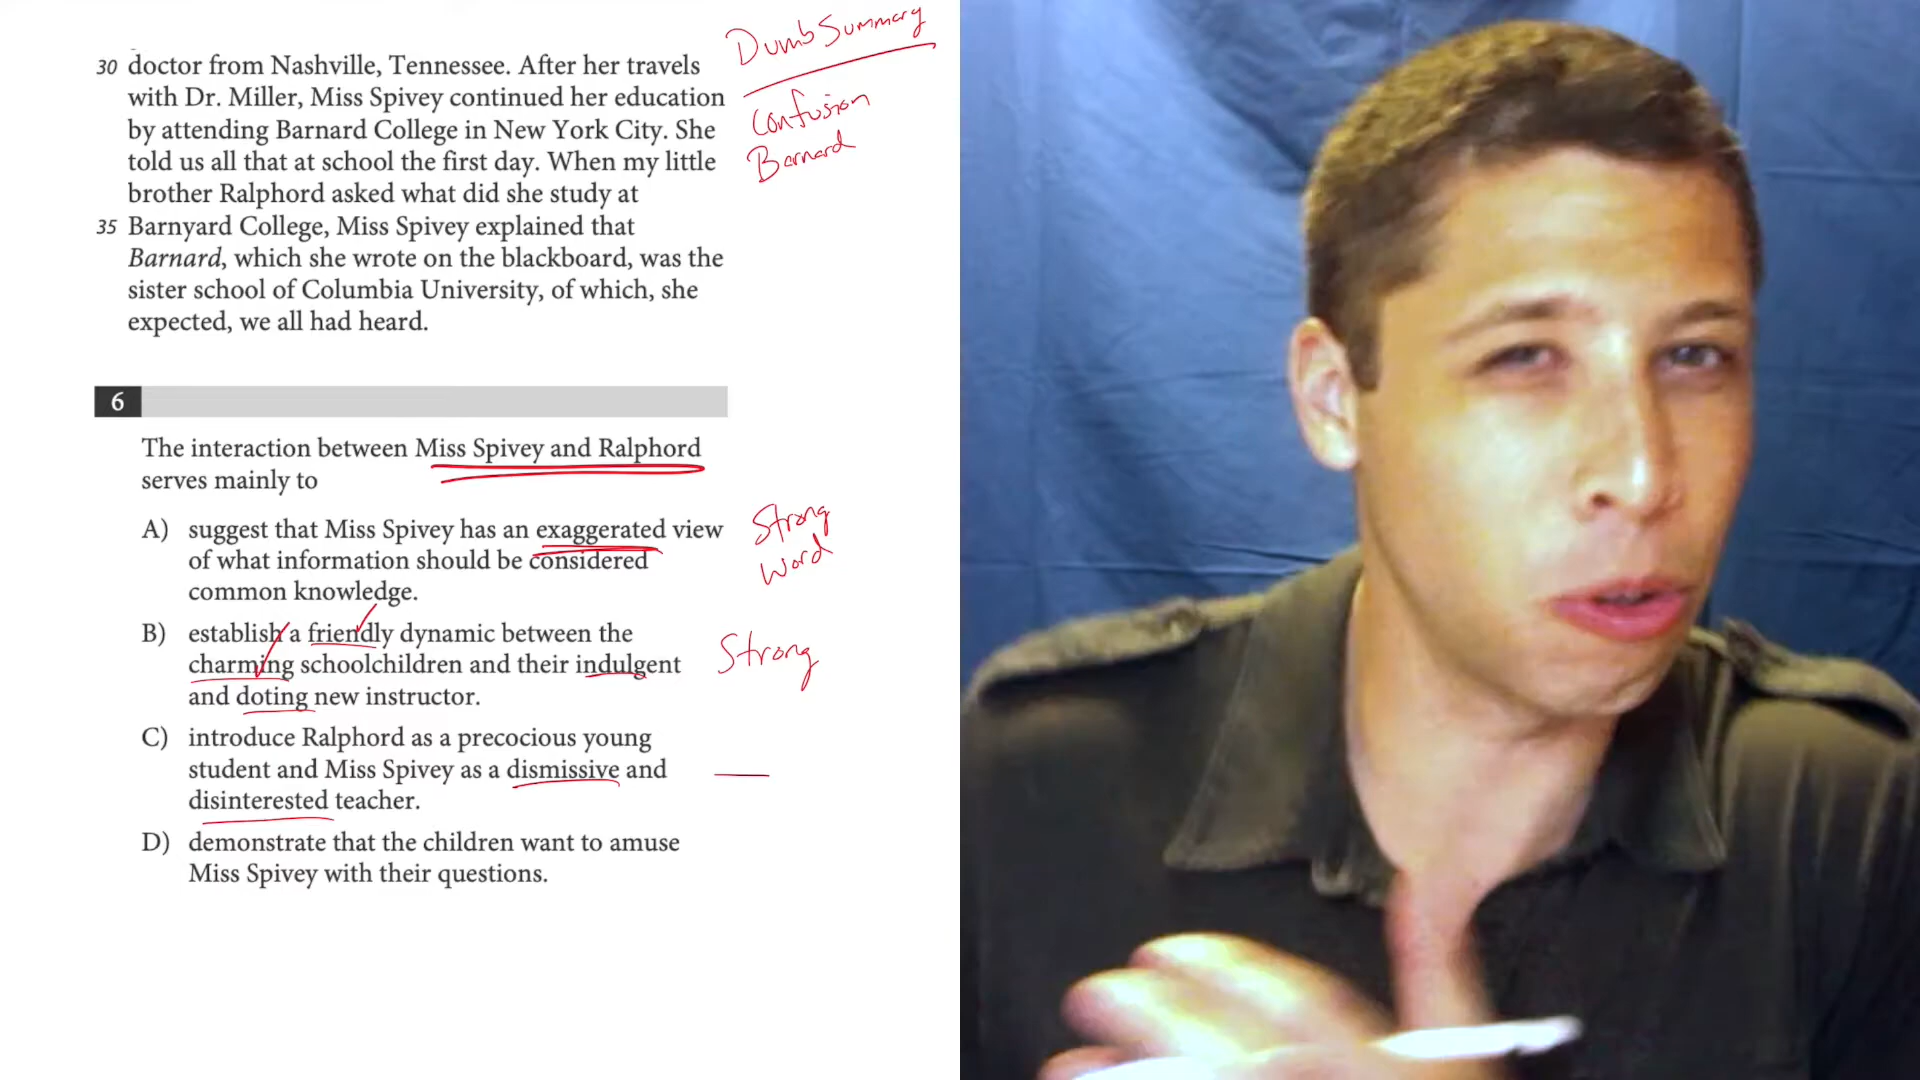 Dumb Summary
30 doctor from Nashville, Tennessee. After her travels
with Dr. Miller, Miss Spivey continued her education
by attending Barnard College in New York City. She
told us all that at school the first day. When my little
brother Ralphord asked what did she study at
35 Barnyard College, Miss Spivey explained that
Barnard, which she wrote on the blackboard, was the
sister school of Columbia University, of which, she
expected, we all had heard.
Confusion
Barnard
6
The interaction between Miss Spivey and Ralphord
serves mainly to
A) suggest that Miss Spivey has an exaggerated view
of what information should be considered
common knowledge.
Strong
word
B) establish a friendly dynamic between the
charming schoolchildren and their indulgent
and doting new instructor.
Strong
C) introduce Ralphord as a precocious young
student and Miss Spivey as a dismissive and
disinterested teacher.
D) demonstrate that the children want to amuse
Miss Spivey with their questions.